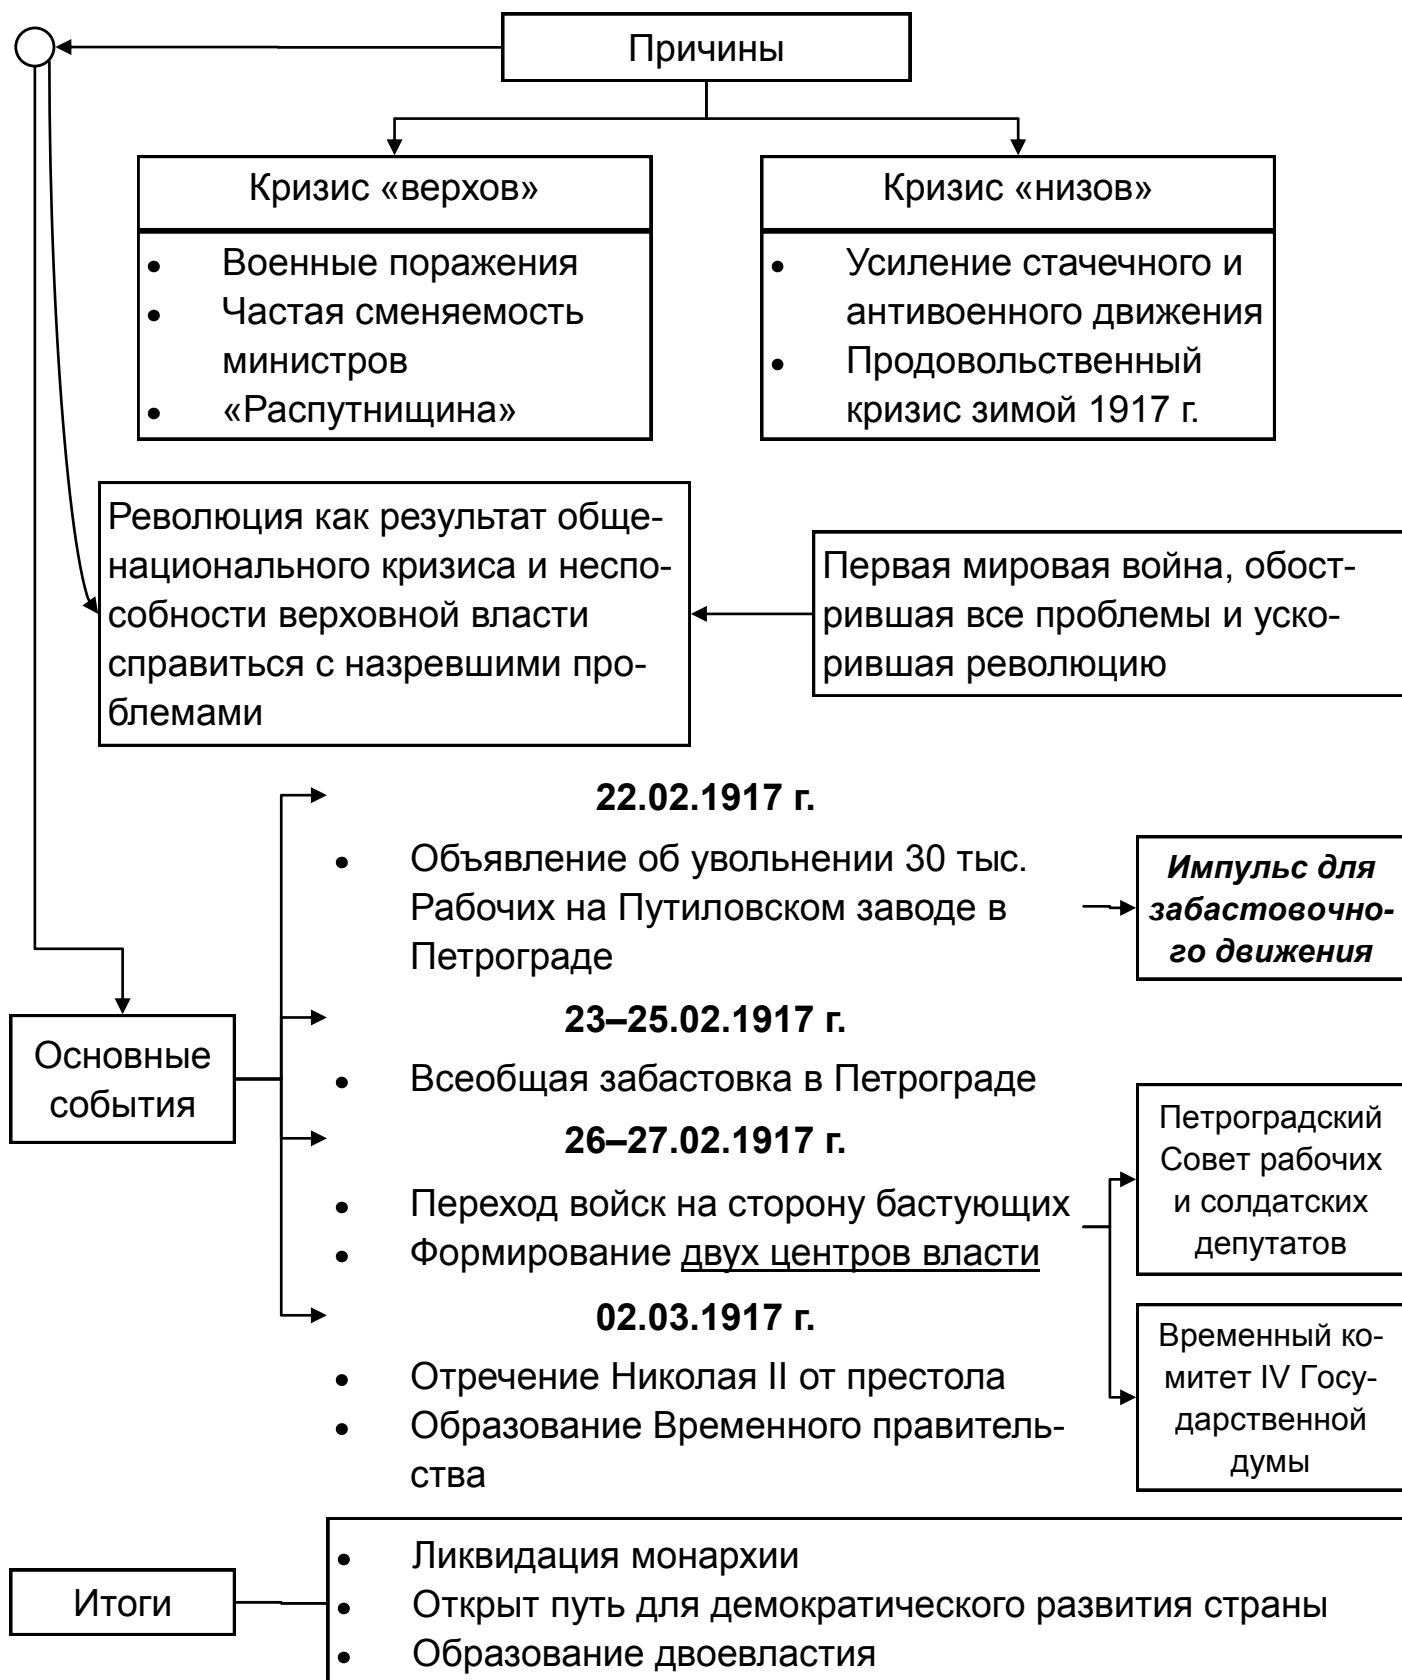 Причины
Кризис «верхов»
• Военные поражения
• Частая сменяемость
министров
• «Распутнищина»
Кризис «низов»
• Усиление стачечного и
антивоенного движения
• Продовольственный
кризис зимой 1917 г.
Революция как результат обще-
национального кризиса и неспо-
собности верховной власти
справиться с назревшими про-
блемами
Первая мировая война, обост-
рившая все проблемы и уско-
рившая революцию
22.02.1917 г.
• Объявление об увольнении 30 тыс.
Рабочих на Путиловском заводе в
Петрограде
Импульс для
забастовочно-
го движения
Основные
события
23–25.02.1917 г.
• Всеобщая забастовка в Петрограде
26–27.02.1917 г.
• Переход войск на сторону бастующих
• Формирование двух центров власти
Петроградский
Совет рабочих
и солдатских
депутатов
Временный ко-
митет IV Госу-
дарственной
думы
02.03.1917 г.
• Отречение Николая II от престола
• Образование Временного правитель-
ства
Итоги
• Ликвидация монархии
• Открыт путь для демократического развития страны
• Образование двоевластия